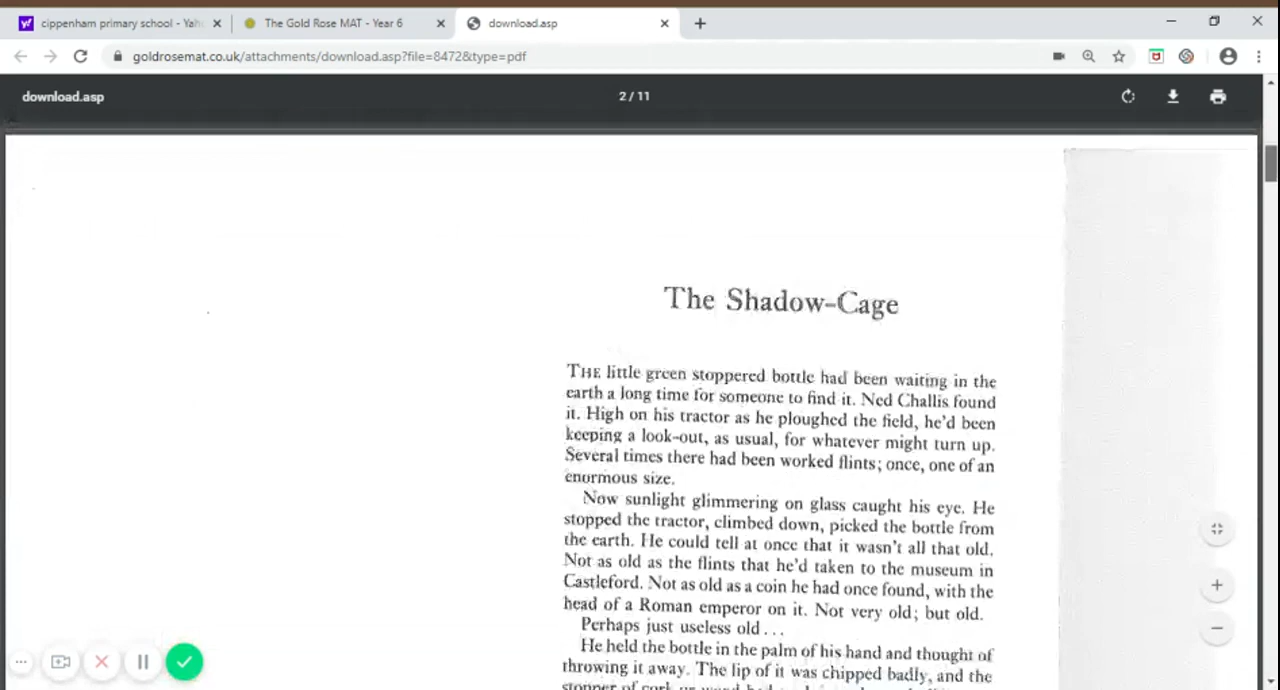 cippenham primary school - Yah
The Gold Rose MAT - Year 6
download.asp
goldrosemat.co.uk/attachments/download.asp?file=8472&type=pdf
download.asp
2 / 11
The Shadow-Cage
THE little green stoppered bottle had been waiting in the
earth a long time for someone to find it. Ned Challis found
it. High on his tractor as he ploughed the field, he'd been
keeping a look-out, as usual, for whatever might turn up.
Several times there had been worked flints; once, one of an
enormous size.
Now sunlight glimmering on glass caught his eye. He
stopped the tractor, climbed down, picked the bottle from
the earth. He could tell at once that it wasn't all that old.
Not as old as the flints that he'd taken to the museum in
Castleford. Not as old as a coin he had once found, with the
head of a Roman emperor on it. Not very old; but old.
Perhaps just useless old...
He held the bottle in the palm of his hand and thought of
throwing it away. The lip of it was chipped badly, and the
stopper of cork or wood had